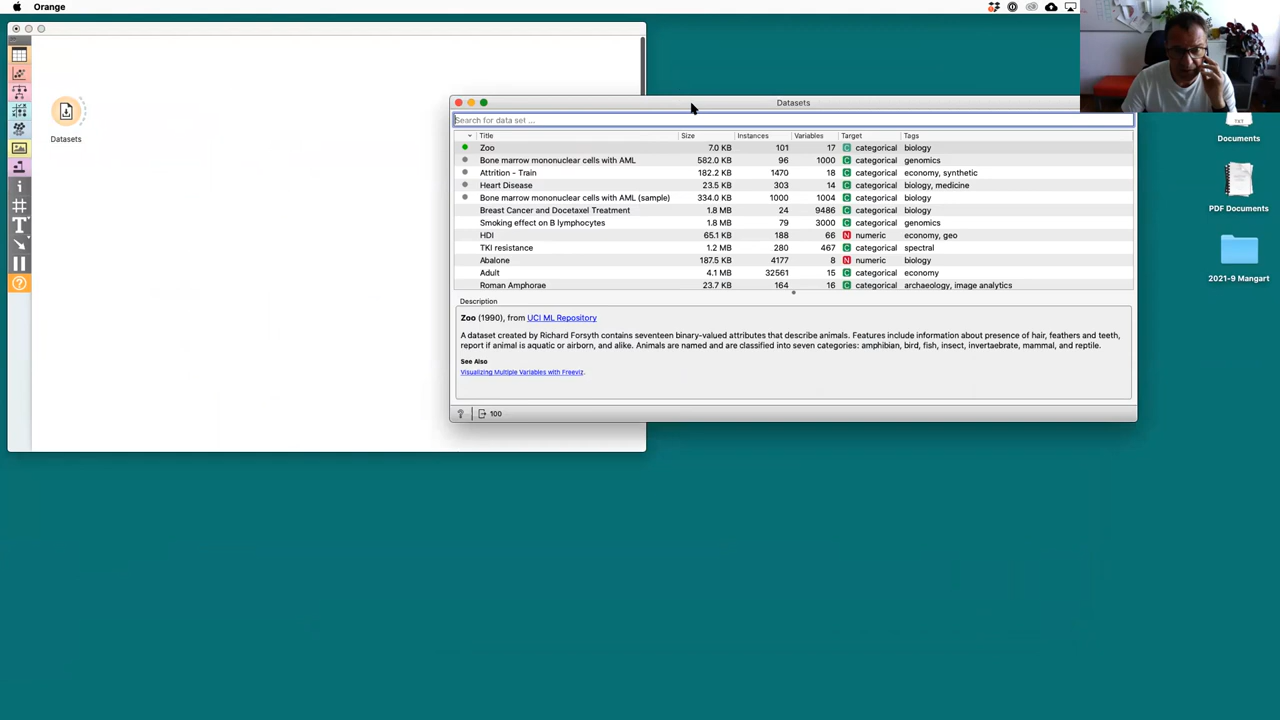 Orange
Datasets
Datasets
Search for data set ...
Title Size Instances Variables Target Tags
Zoo 7.0 KB 101 17 C categorical biology
Bone marrow mononuclear cells with AML 582.0 KB 96 1000 C categorical genomics
Attrition - Train 182.2 KB 1470 18 C categorical economy, synthetic
Heart Disease 23.5 KB 303 14 C categorical biology, medicine
Bone marrow mononuclear cells with AML (sample) 334.0 KB 1000 1004 C categorical biology
Breast Cancer and Docetaxel Treatment 1.8 MB 24 9486 C categorical biology
Smoking effect on B lymphocytes 1.8 MB 79 3000 C categorical genomics
HDI 65.1 KB 188 66 N numeric economy, geo
TKI resistance 1.2 MB 280 467 C categorical spectral
Abalone 187.5 KB 4177 8 N numeric biology
Adult 4.1 MB 32561 15 C categorical economy
Roman Amphorae 23.7 KB 164 16 C categorical archaeology, image analytics
Description
Zoo (1990), from UCI ML Repository
A dataset created by Richard Forsyth contains seventeen binary-valued attributes that describe animals. Features include information about presence of hair, feathers and teeth,
report if animal is aquatic or airborn, and alike. Animals are named and are classified into seven categories: amphibian, bird, fish, insect, invertaebrate, mammal, and reptile.
See Also
Visualizing Multiple Variables with Freeviz.
? 100
TXT
Documents
PDF Documents
2021-9 Mangart